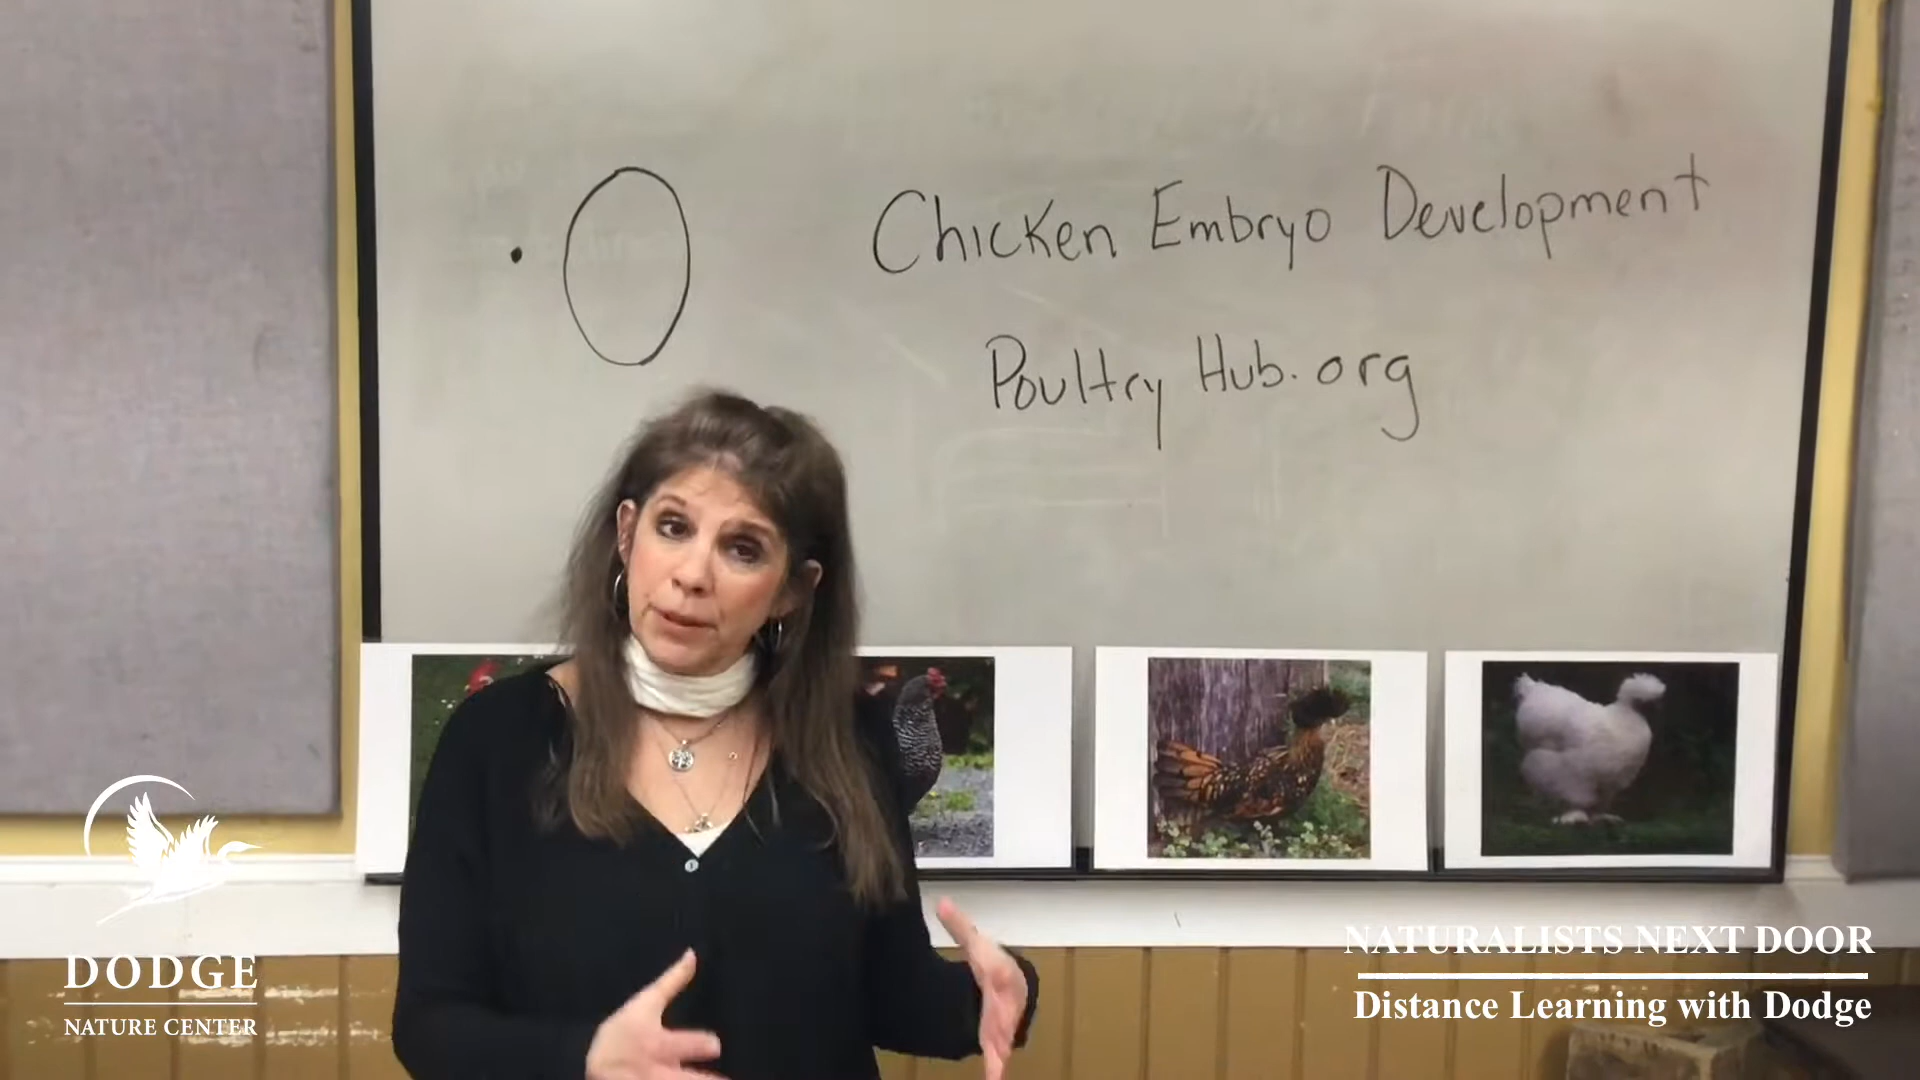 Chicken Embryo Development
Poultry Hub.org
DODGE
NATURE CENTER
NATURALISTS NEXT DOOR
Distance Learning with Dodge